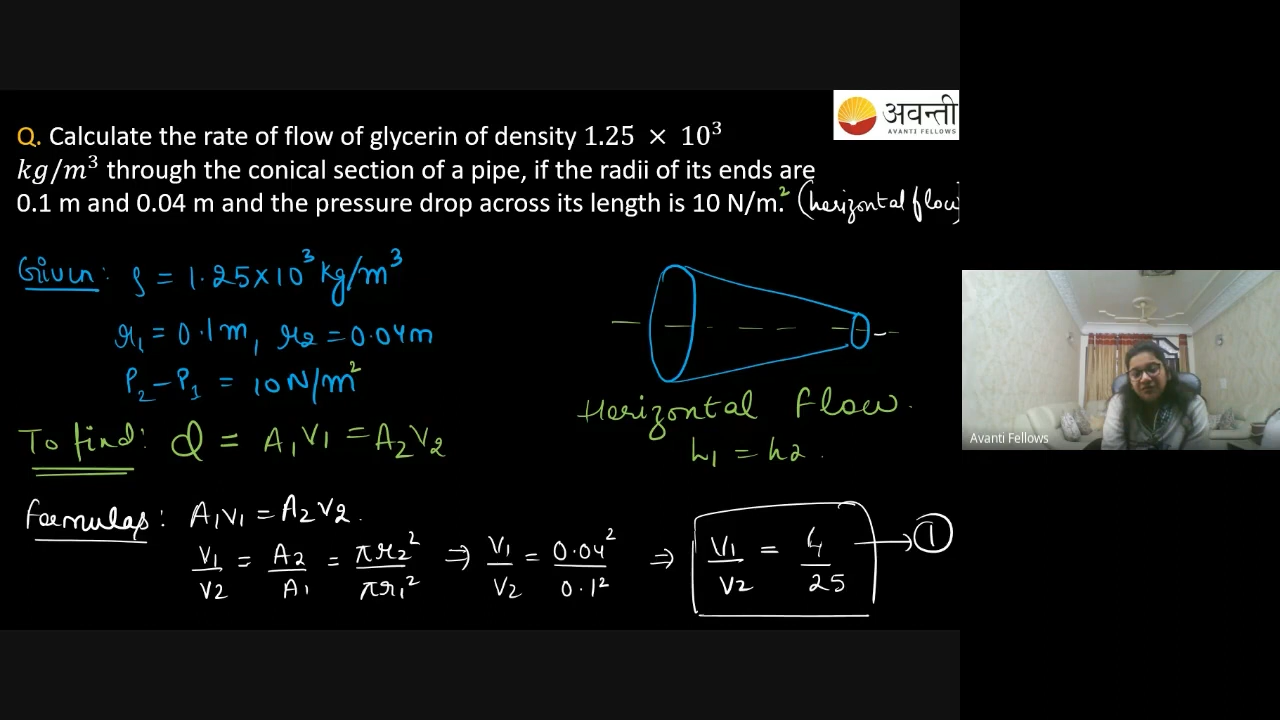 अवन्ती
AVANTI FELLOWS
Q. Calculate the rate of flow of glycerin of density 1.25 × 10³
kg/m³ through the conical section of a pipe, if the radii of its ends are
0.1 m and 0.04 m and the pressure drop across its length is 10 N/m.² (horizontal flow)
Given: ρ = 1.25×10³ kg/m³
r₁ = 0.1m, r₂ = 0.04m
P₂ – P₁ = 10N/m²
Horizontal flow.
h₁ = h₂.
To find: Q = A₁V₁ = A₂V₂
Formulas: A₁V₁ = A₂V₂.
V₁/V₂ = A₂/A₁ = πr₂²/πr₁² ⇒ V₁/V₂ = 0.04²/0.1² ⇒ V₁/V₂ = 4/25 → ①
Avanti Fellows